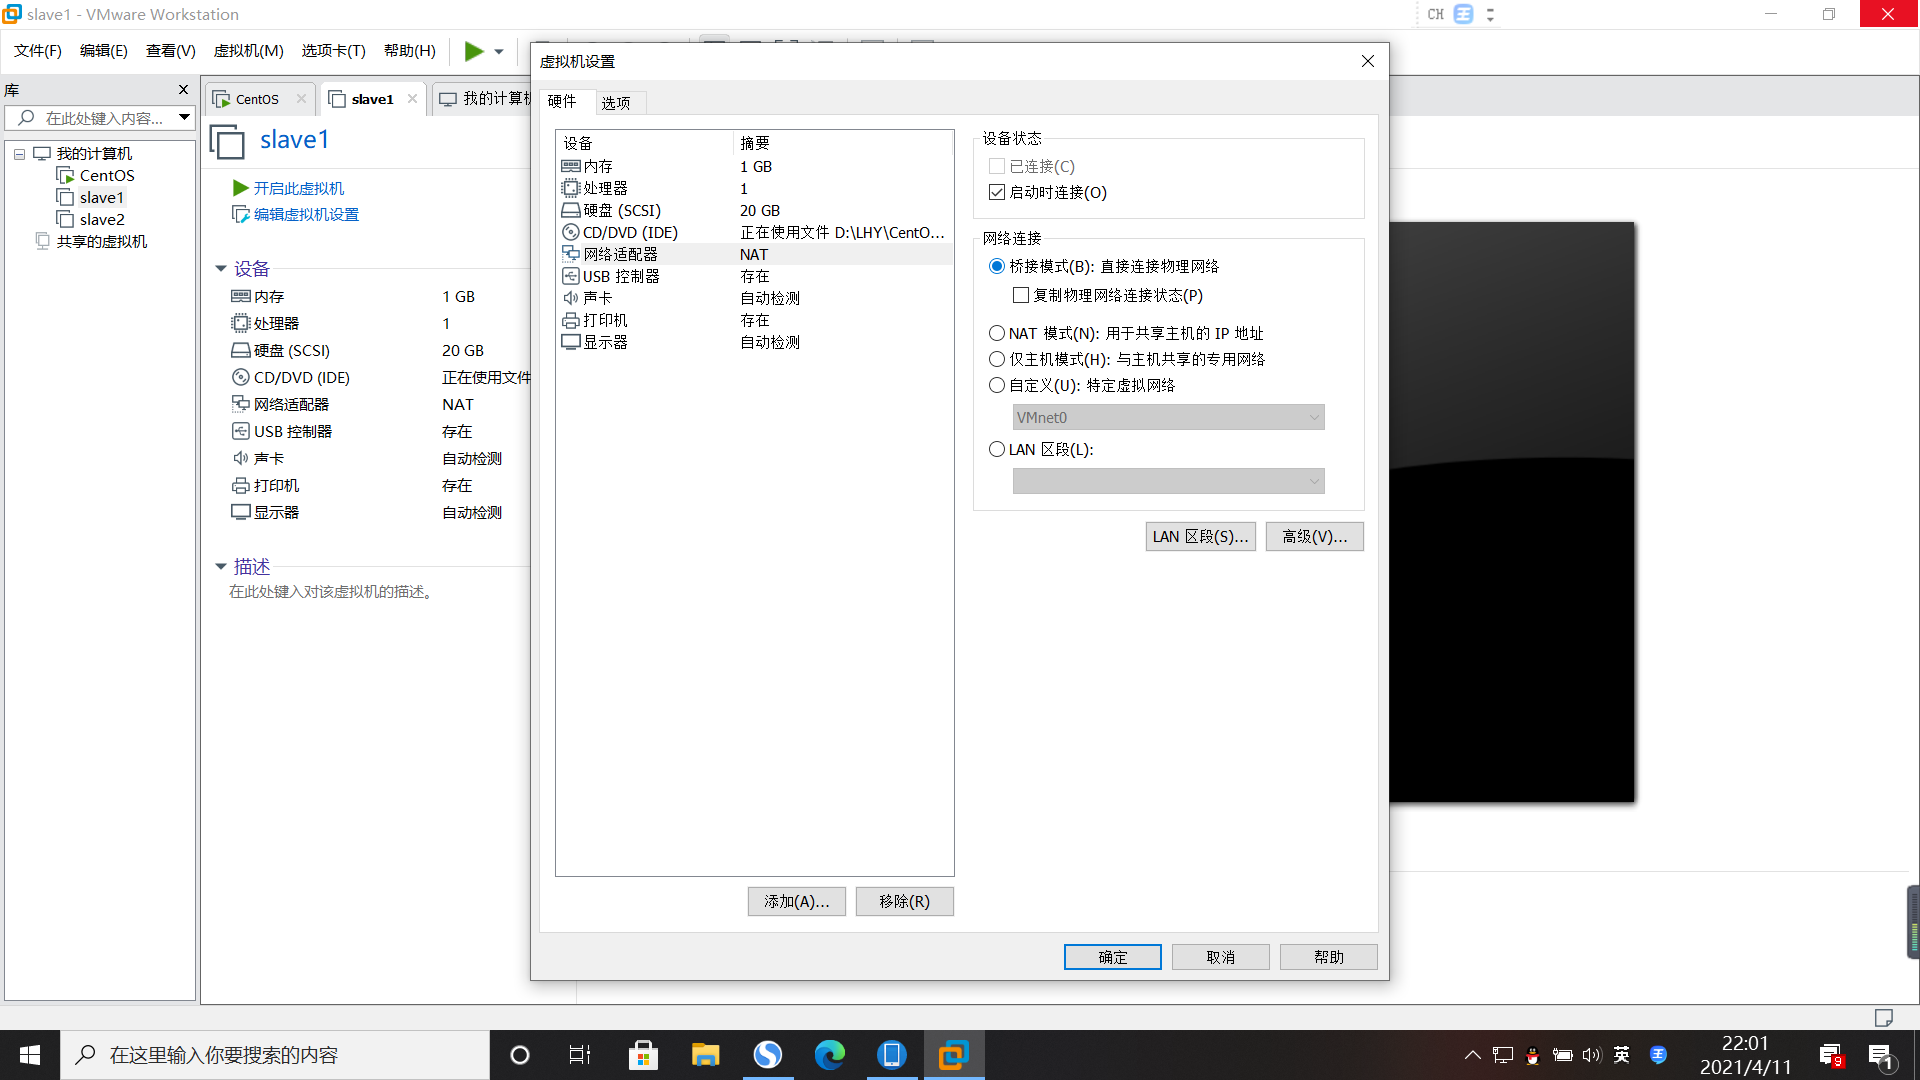 slave1 - VMware Workstation
CH 王
文件(F) 编辑(E) 查看(V) 虚拟机(M) 选项卡(T) 帮助(H)
库
在此处键入内容...
我的计算机
CentOS
slave1
slave2
共享的虚拟机
CentOS
slave1
我的计算机
slave1
开启此虚拟机
编辑虚拟机设置
设备
内存 1 GB
处理器 1
硬盘 (SCSI) 20 GB
CD/DVD (IDE) 正在使用文件
网络适配器 NAT
USB 控制器 存在
声卡 自动检测
打印机 存在
显示器 自动检测
描述
在此处键入对该虚拟机的描述。
虚拟机设置
硬件 选项
设备 摘要
内存 1 GB
处理器 1
硬盘 (SCSI) 20 GB
CD/DVD (IDE) 正在使用文件 D:\LHY\CentO...
网络适配器 NAT
USB 控制器 存在
声卡 自动检测
打印机 存在
显示器 自动检测
添加(A)... 移除(R)
设备状态
已连接(C)
启动时连接(O)
网络连接
桥接模式(B): 直接连接物理网络
复制物理网络连接状态(P)
NAT 模式(N): 用于共享主机的 IP 地址
仅主机模式(H): 与主机共享的专用网络
自定义(U): 特定虚拟网络
VMnet0
LAN 区段(L):
LAN 区段(S)... 高级(V)...
确定 取消 帮助
在这里输入你要搜索的内容
英 王
22:01
2021/4/11
9
1